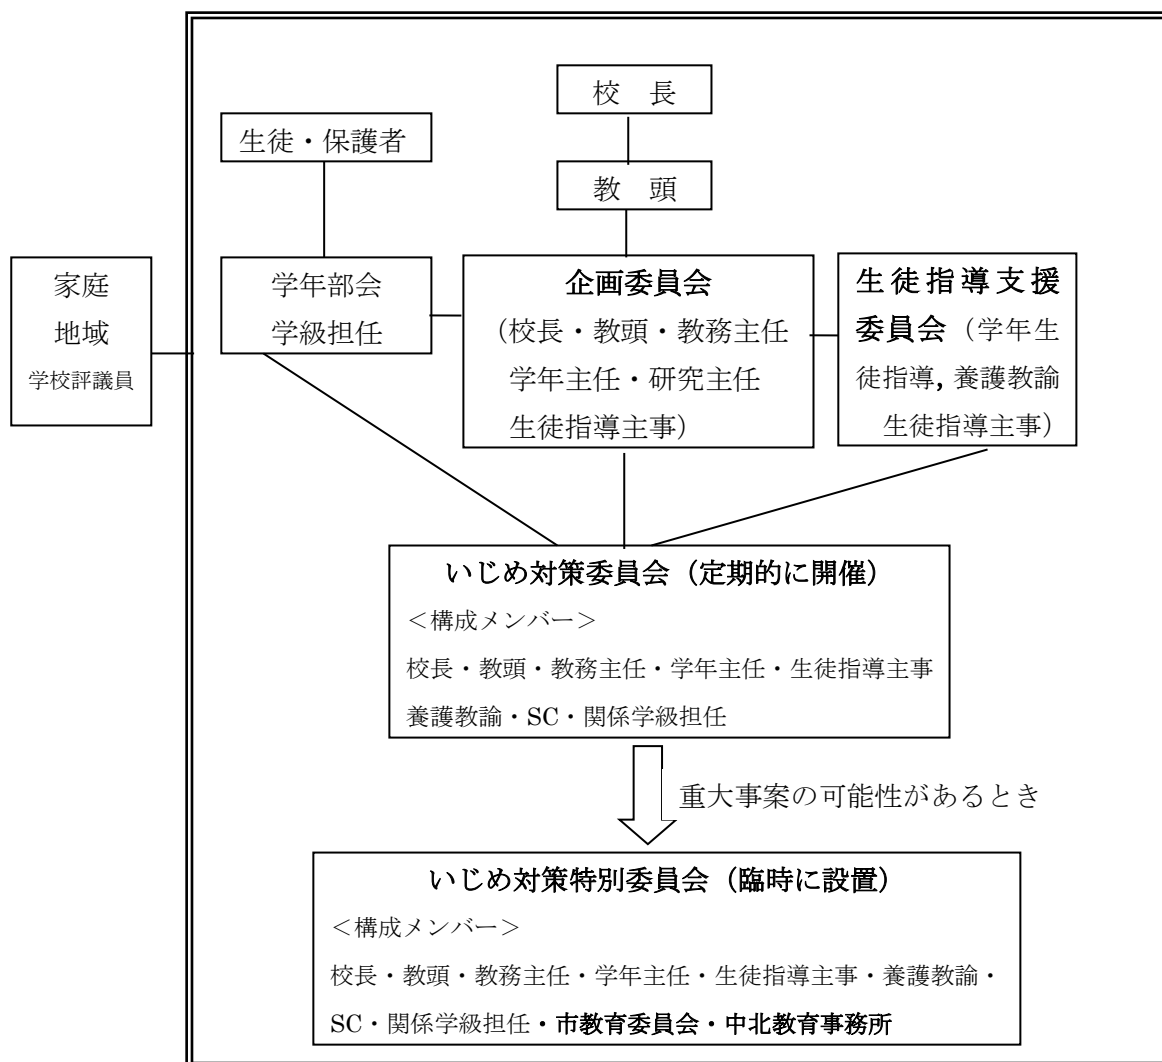 校　長
生徒・保護者
教　頭
家庭
地域
学校評議員
学年部会
学級担任
企画委員会
（校長・教頭・教務主任
学年主任・研究主任
生徒指導主事）
生徒指導支援
委員会（学年生
徒指導，養護教諭
生徒指導主事）
いじめ対策委員会（定期的に開催）
＜構成メンバー＞
校長・教頭・教務主任・学年主任・生徒指導主事
養護教諭・SC・関係学級担任
重大事案の可能性があるとき
いじめ対策特別委員会（臨時に設置）
＜構成メンバー＞
校長・教頭・教務主任・学年主任・生徒指導主事・養護教諭・
SC・関係学級担任・市教育委員会・中北教育事務所